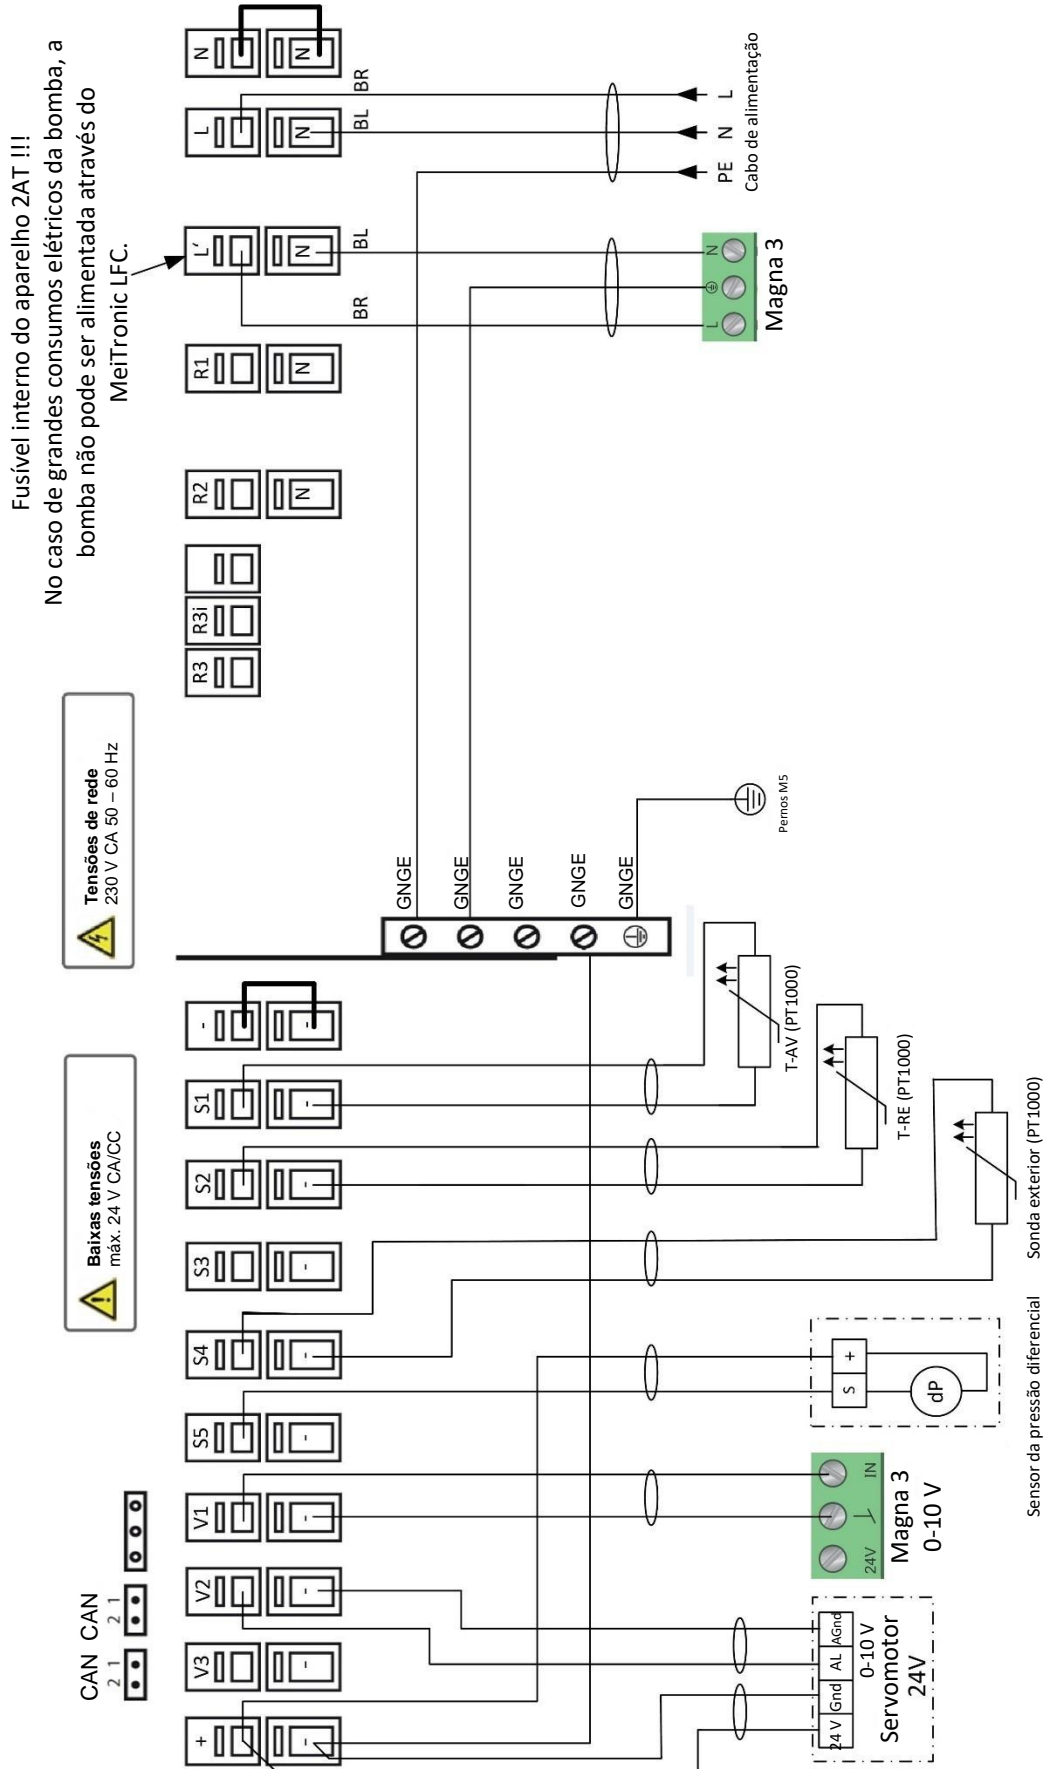 Fusível interno do aparelho 2AT !!!
No caso de grandes consumos elétricos da bomba, a
bomba não pode ser alimentada através do
MeiTronic LFC.
Baixas tensões
máx. 24 V CA/CC
Tensões de rede
230 V CA 50 – 60 Hz
CAN CAN
2 1 2 1
+ V3 V2 V1 S5 S4 S3 S2 S1 -
- - - - - - - - - -
R3 R3i R2 R1 L' L N
N N N N N
BR BL BL BR
GNGE
GNGE
GNGE
GNGE
GNGE
Pernos M5
PE N L
Cabo de alimentação
L N
Magna 3
T-AV (PT1000)
T-RE (PT1000)
Sonda exterior (PT1000)
S +
dP
Sensor da pressão diferencial
24V IN
Magna 3
0-10 V
24 V Gnd AL AGnd
0-10 V
Servomotor
24V